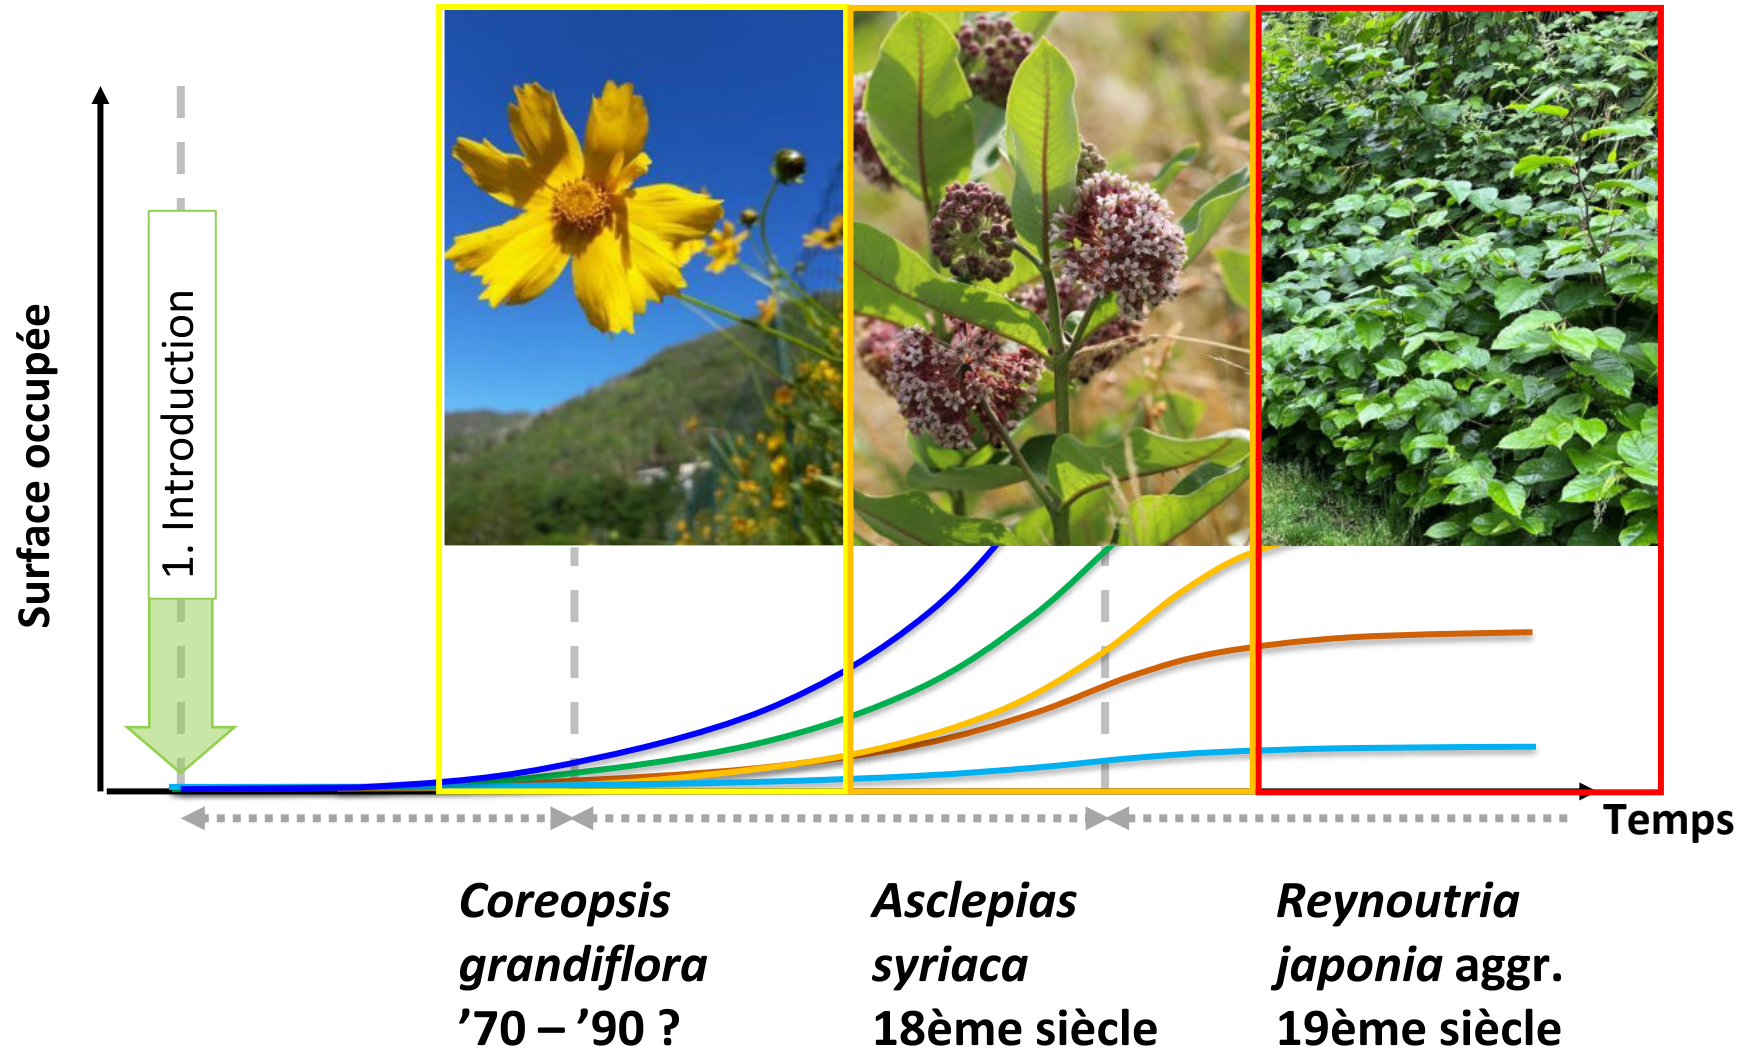 Surface occupée
1. Introduction
Temps
Coreopsis
grandiflora
’70 – ’90 ?
Asclepias
syriaca
18ème siècle
Reynoutria
japonia aggr.
19ème siècle